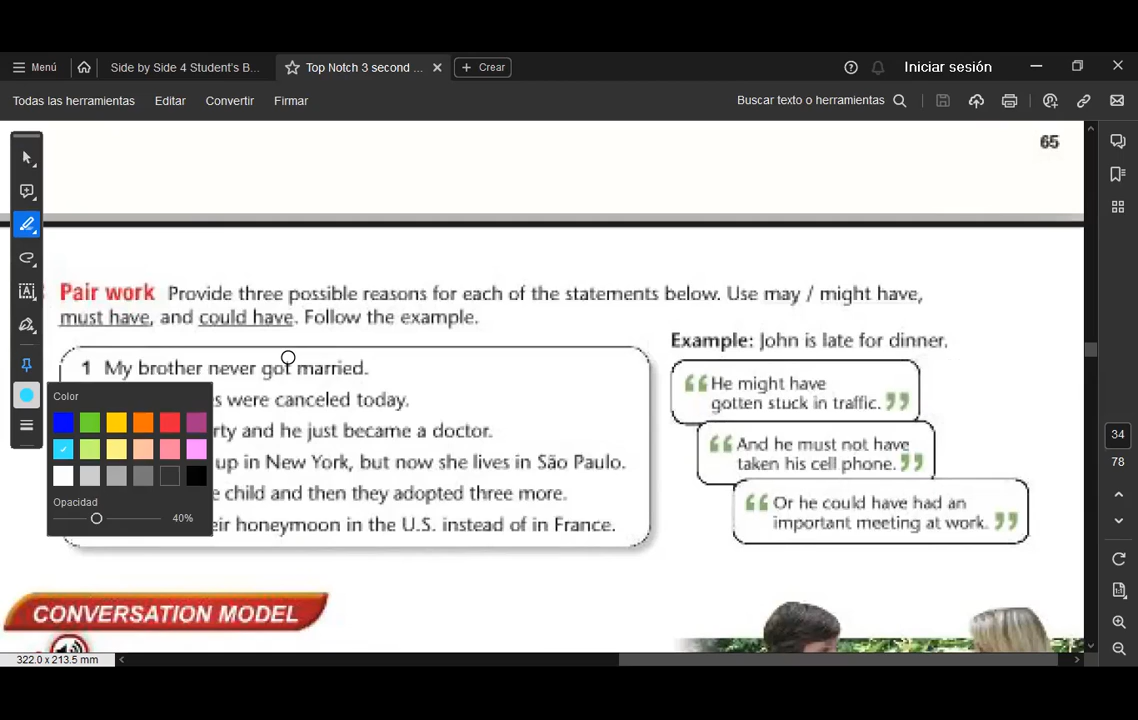 Menú
Side by Side 4 Student's B...
Top Notch 3 second ...
Crear
Iniciar sesión
Todas las herramientas
Editar
Convertir
Firmar
Buscar texto o herramientas
65
Pair work Provide three possible reasons for each of the statements below. Use may / might have,
must have, and could have. Follow the example.
Example: John is late for dinner.
1 My brother never got married.
s were canceled today.
rty and he just became a doctor.
up in New York, but now she lives in São Paulo.
e child and then they adopted three more.
eir honeymoon in the U.S. instead of in France.
Color
Opacidad
40%
"He might have
gotten stuck in traffic."
"And he must not have
taken his cell phone."
"Or he could have had an
important meeting at work."
34
78
CONVERSATION MODEL
322.0 x 213.5 mm